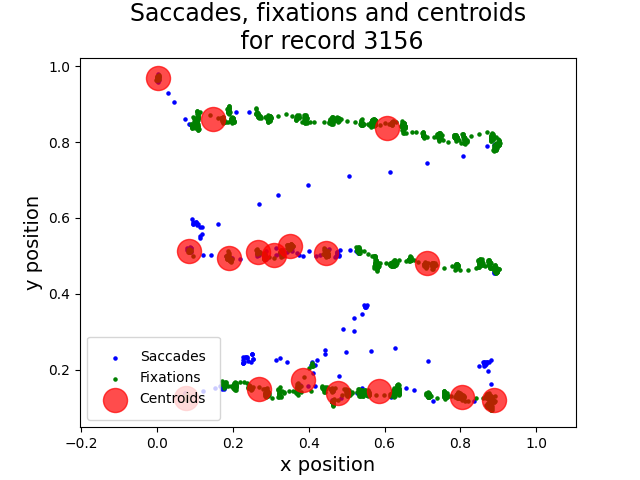 Saccades, fixations and centroids
for record 3156
1.0
0.8
0.6
0.4
0.2
y position
Saccades
Fixations
Centroids
−0.2
0.0
0.2
0.4
0.6
0.8
1.0
x position